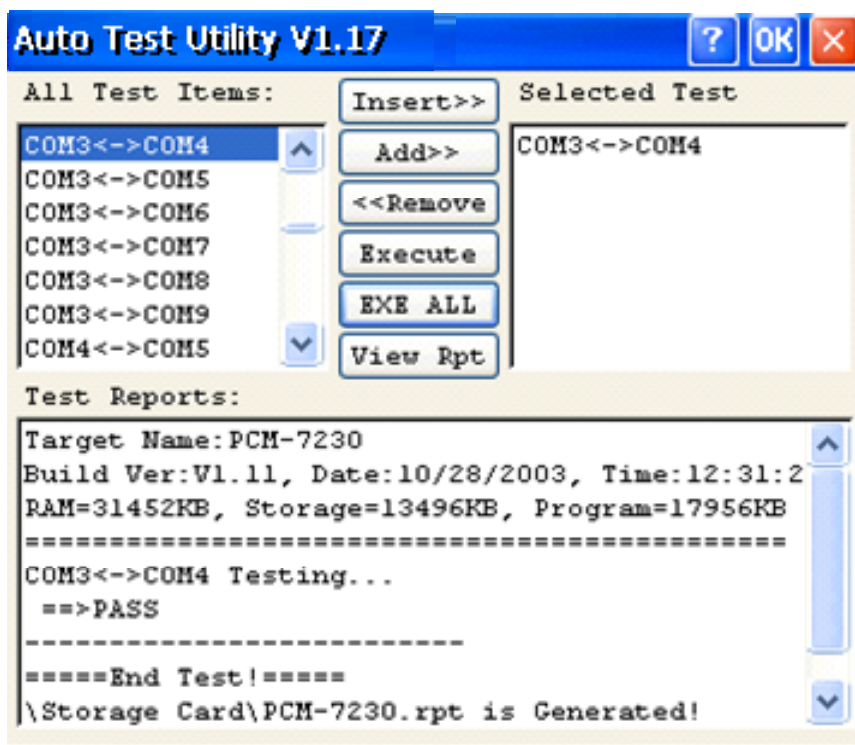 Auto Test Utility V1.17
? OK ×
All Test Items:
COM3<->COM4
COM3<->COM5
COM3<->COM6
COM3<->COM7
COM3<->COM8
COM3<->COM9
COM4<->COM5
Insert>>
Add>>
<<Remove
Execute
EXE ALL
View Rpt
Selected Test
COM3<->COM4
Test Reports:
Target Name:PCM-7230
Build Ver:V1.11, Date:10/28/2003, Time:12:31:2
RAM=31452KB, Storage=13496KB, Program=17956KB
=============================================
COM3<->COM4 Testing...
==>PASS
--------------------------
=====End Test!=====
\Storage Card\PCM-7230.rpt is Generated!